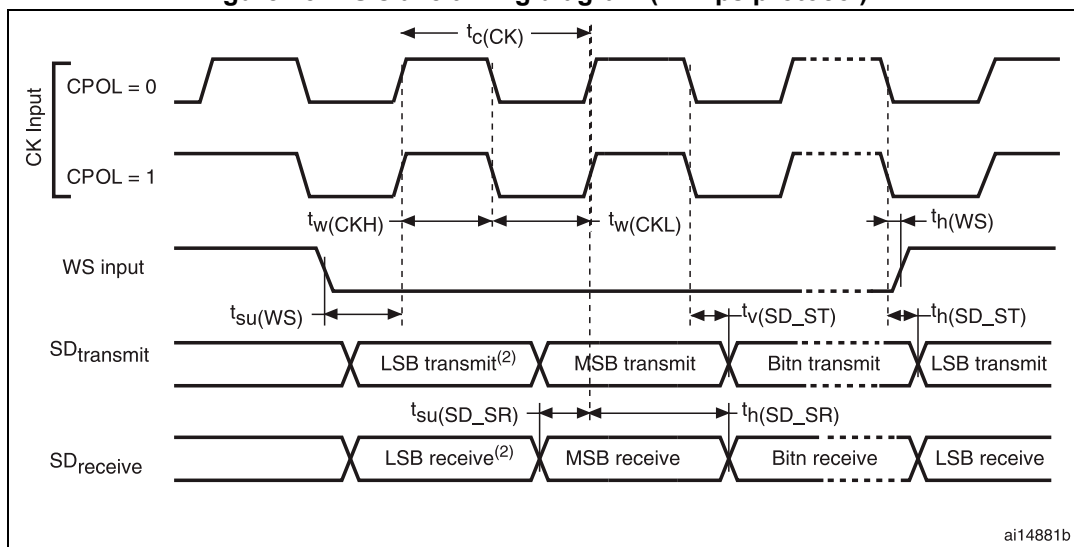 tc(CK)
CK Input
CPOL = 0
CPOL = 1
tw(CKH)
tw(CKL)
th(WS)
WS input
tsu(WS)
tv(SD_ST)
th(SD_ST)
SDtransmit
LSB transmit(2)
MSB transmit
Bitn transmit
LSB transmit
tsu(SD_SR)
th(SD_SR)
SDreceive
LSB receive(2)
MSB receive
Bitn receive
LSB receive
ai14881b